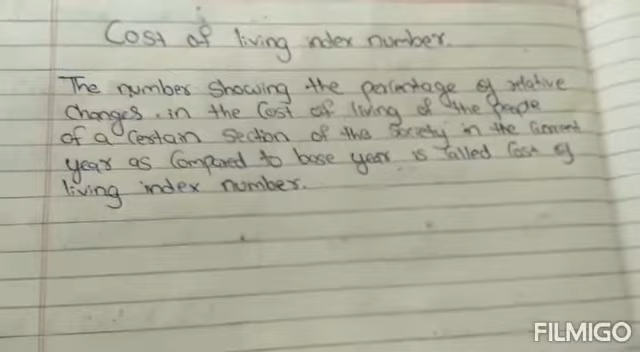 Cost of living index number.
The number showing the percentage of relative
changes in the cost of living of the people
of a certain section of the society in the current
year as compared to base year is called Cost of
living index number.
FILMIGO